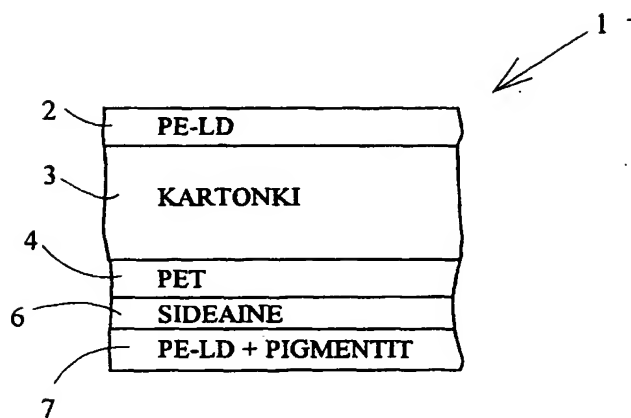 1
2 PE-LD
3 KARTONKI
4 PET
6 SIDEAINE
7 PE-LD + PIGMENTIT